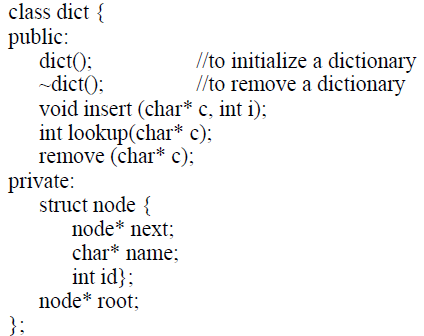 class dict {
public:
dict(); //to initialize a dictionary
~dict(); //to remove a dictionary
void insert (char* c, int i);
int lookup(char* c);
remove (char* c);
private:
struct node {
node* next;
char* name;
int id};
node* root;
};